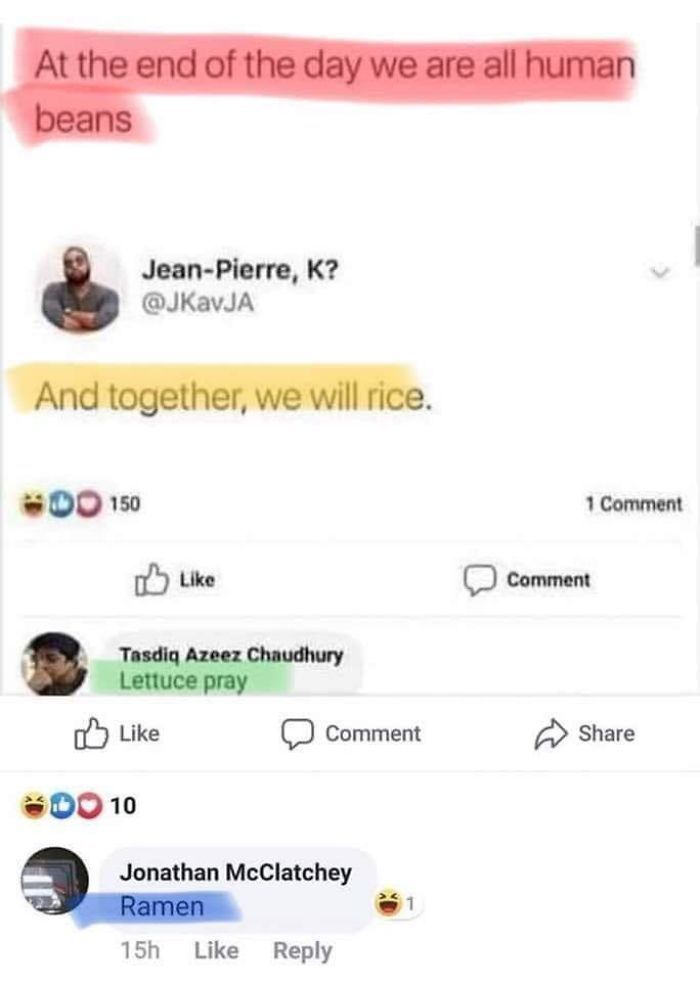 At the end of the day we are all human
beans
Jean-Pierre, K?
@JKavJA
And together, we will rice.
150
1 Comment
Like
Comment
Tasdiq Azeez Chaudhury
Lettuce pray
Like
Comment
Share
10
Jonathan McClatchey
Ramen
1
15h Like Reply